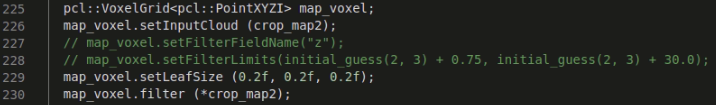 225 pcl::VoxelGrid<pcl::PointXYZI> map_voxel;
226 map_voxel.setInputCloud (crop_map2);
227 // map_voxel.setFilterFieldName("z");
228 // map_voxel.setFilterLimits(initial_guess(2, 3) + 0.75, initial_guess(2, 3) + 30.0);
229 map_voxel.setLeafSize (0.2f, 0.2f, 0.2f);
230 map_voxel.filter (*crop_map2);